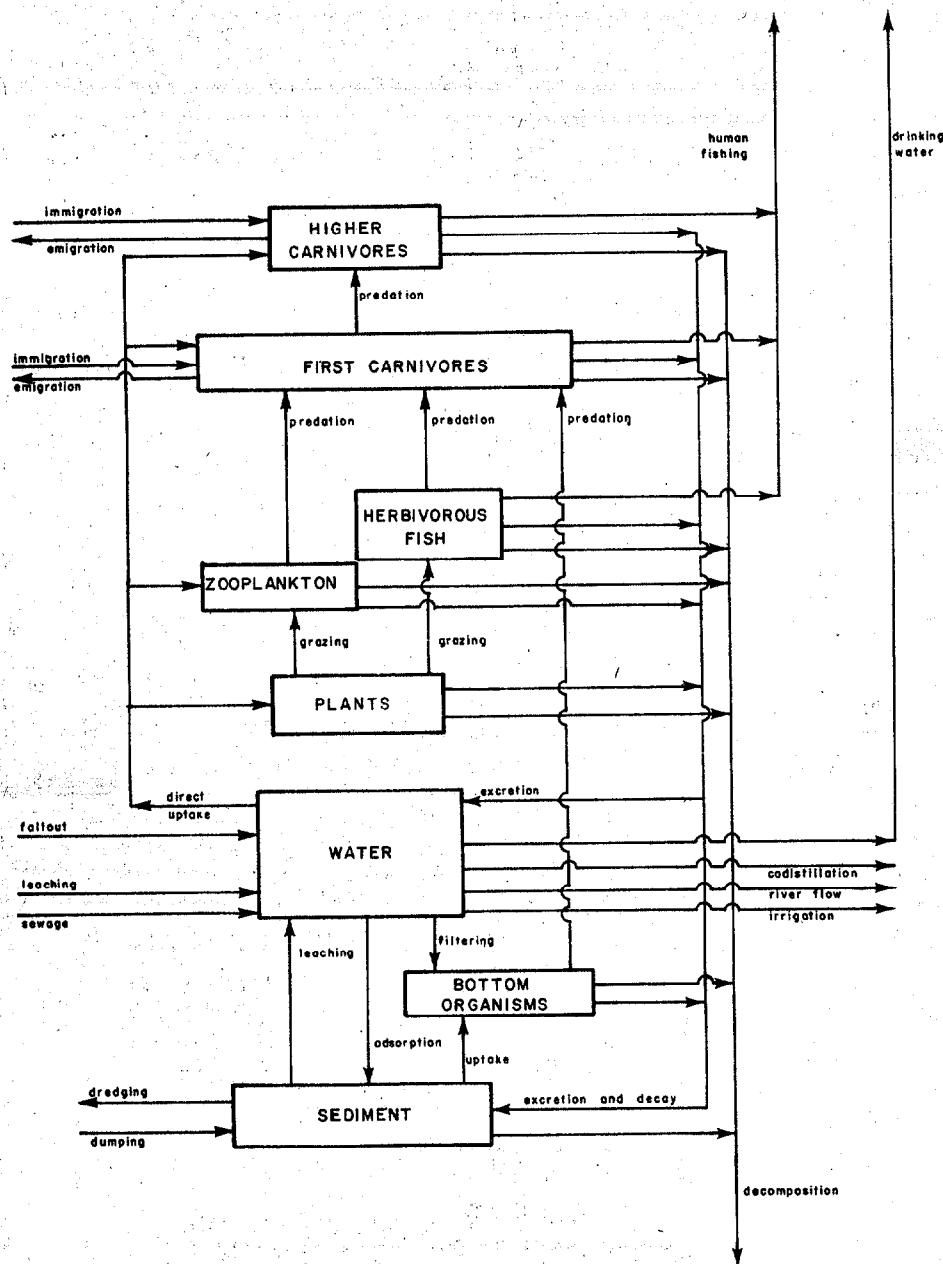 human
fishing
drinking
water
immigration
emigration
HIGHER
CARNIVORES
predation
immigration
emigration
FIRST CARNIVORES
predation
predation
predation
HERBIVOROUS
FISH
ZOOPLANKTON
grazing
grazing
PLANTS
direct
uptake
excretion
fallout
WATER
codistillation
leaching
river flow
sewage
irrigation
leaching
filtering
BOTTOM
ORGANISMS
adsorption
uptake
dredging
excretion and decay
SEDIMENT
dumping
decomposition